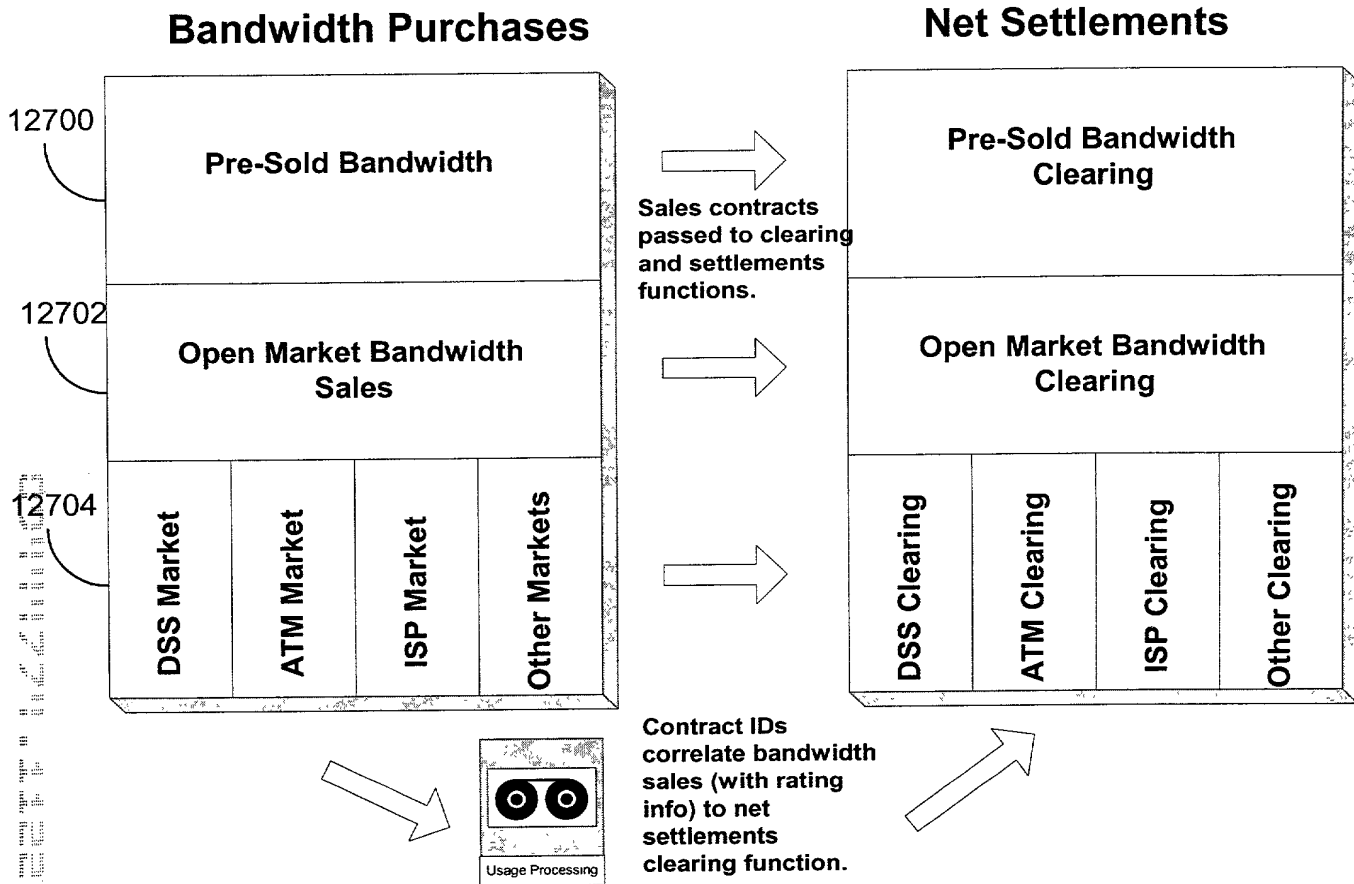 Bandwidth Purchases
Net Settlements
12700
Pre-Sold Bandwidth
Pre-Sold Bandwidth
Clearing
Sales contracts
passed to clearing
and settlements
functions.
12702
Open Market Bandwidth
Sales
Open Market Bandwidth
Clearing
12704
DSS Market
ATM Market
ISP Market
Other Markets
DSS Clearing
ATM Clearing
ISP Clearing
Other Clearing
Contract IDs
correlate bandwidth
sales (with rating
info) to net
settlements
clearing function.
Usage Processing